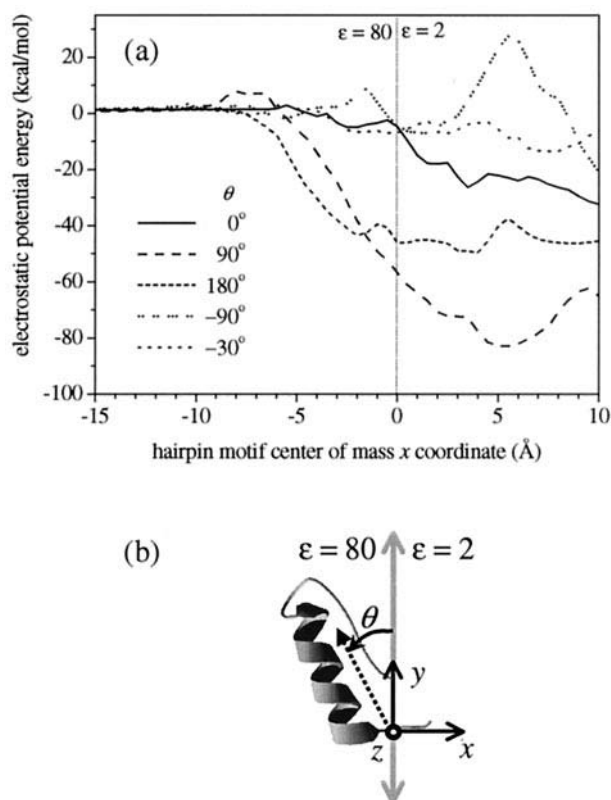 (a)
ε = 80 ε = 2
electrostatic potential energy (kcal/mol)
20
0
-20
-40
-60
-80
-100
θ
0°
90°
180°
−90°
−30°
-15 -10 -5 0 5 10
hairpin motif center of mass x coordinate (Å)
(b)
ε = 80 ε = 2
θ
y
z x